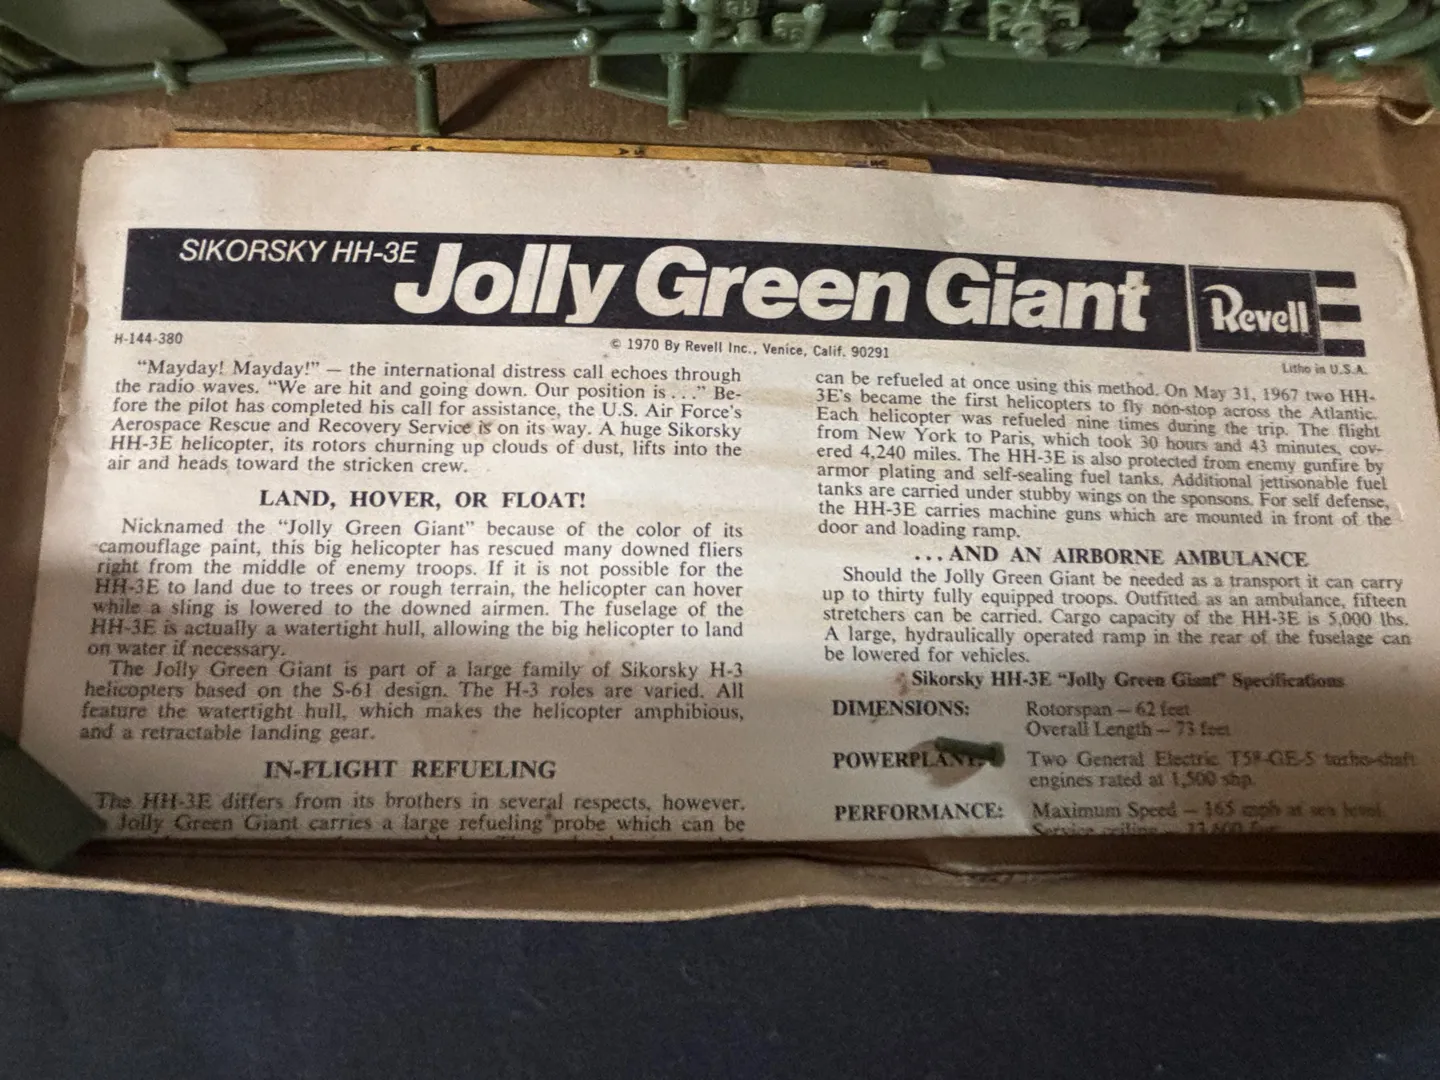 SIKORSKY HH-3E Jolly Green Giant
Revell
H-144-380
© 1970 By Revell Inc., Venice, Calif. 90291
Litho in U.S.A.
“Mayday! Mayday!” — the international distress call echoes through
the radio waves. “We are hit and going down. Our position is . . .” Be-
fore the pilot has completed his call for assistance, the U.S. Air Force’s
Aerospace Rescue and Recovery Service is on its way. A huge Sikorsky
HH-3E helicopter, its rotors churning up clouds of dust, lifts into the
air and heads toward the stricken crew.
LAND, HOVER, OR FLOAT!
Nicknamed the “Jolly Green Giant” because of the color of its
camouflage paint, this big helicopter has rescued many downed fliers
right from the middle of enemy troops. If it is not possible for the
HH-3E to land due to trees or rough terrain, the helicopter can hover
while a sling is lowered to the downed airmen. The fuselage of the
HH-3E is actually a watertight hull, allowing the big helicopter to land
on water if necessary.
The Jolly Green Giant is part of a large family of Sikorsky H-3
helicopters based on the S-61 design. The H-3 roles are varied. All
feature the watertight hull, which makes the helicopter amphibious,
and a retractable landing gear.
IN-FLIGHT REFUELING
The HH-3E differs from its brothers in several respects, however.
Jolly Green Giant carries a large refueling probe which can be
can be refueled at once using this method. On May 31, 1967 two HH-
3E’s became the first helicopters to fly non-stop across the Atlantic.
Each helicopter was refueled nine times during the trip. The flight
from New York to Paris, which took 30 hours and 43 minutes, cov-
ered 4,240 miles. The HH-3E is also protected from enemy gunfire by
armor plating and self-sealing fuel tanks. Additional jettisonable fuel
tanks are carried under stubby wings on the sponsons. For self defense,
the HH-3E carries machine guns which are mounted in front of the
door and loading ramp.
. . . AND AN AIRBORNE AMBULANCE
Should the Jolly Green Giant be needed as a transport it can carry
up to thirty fully equipped troops. Outfitted as an ambulance, fifteen
stretchers can be carried. Cargo capacity of the HH-3E is 5,000 lbs.
A large, hydraulically operated ramp in the rear of the fuselage can
be lowered for vehicles.
Sikorsky HH-3E “Jolly Green Giant” Specifications
DIMENSIONS: Rotorspan — 62 feet
Overall Length — 73 feet
POWERPLANT: Two General Electric T58-GE-5 turbo-shaft
engines rated at 1,500 shp.
PERFORMANCE: Maximum Speed — 165 mph at sea level
Service ceiling —